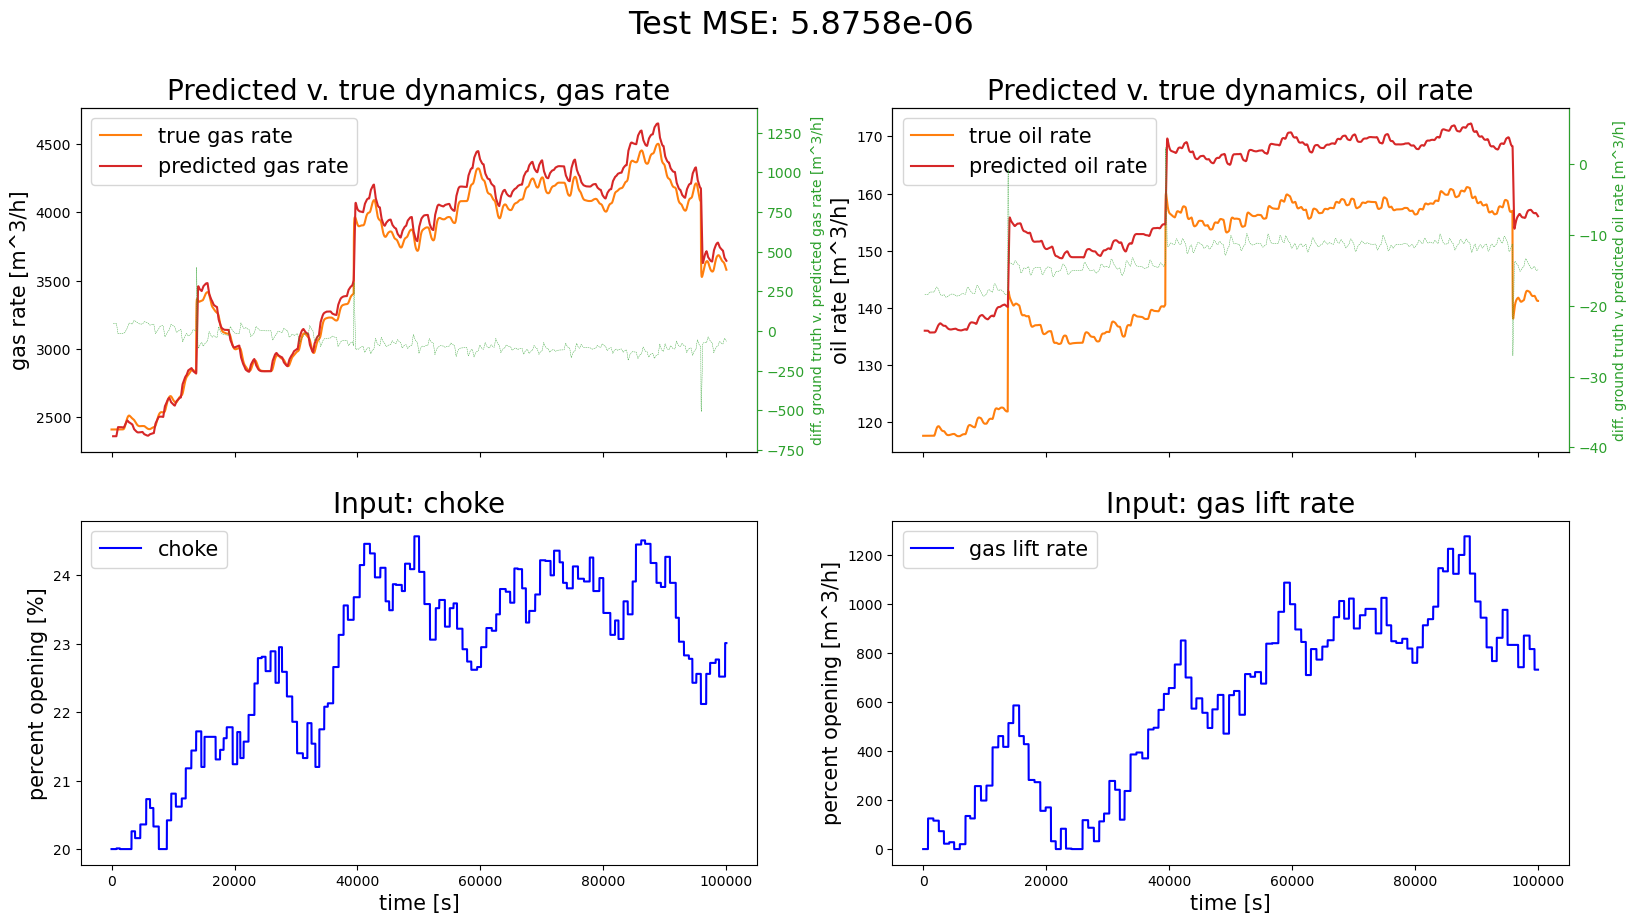 Test MSE: 5.8758e-06
Predicted v. true dynamics, gas rate
true gas rate
predicted gas rate
gas rate [m^3/h]
4500
4000
3500
3000
2500
1250
1000
750
500
250
0
−250
−500
−750
diff. ground truth v. predicted gas rate [m^3/h]
Predicted v. true dynamics, oil rate
true oil rate
predicted oil rate
oil rate [m^3/h]
170
160
150
140
130
120
0
−10
−20
−30
−40
diff. ground truth v. predicted oil rate [m^3/h]
Input: choke
choke
percent opening [%]
24
23
22
21
20
0
20000
40000
60000
80000
100000
time [s]
Input: gas lift rate
gas lift rate
percent opening [m^3/h]
1200
1000
800
600
400
200
0
0
20000
40000
60000
80000
100000
time [s]